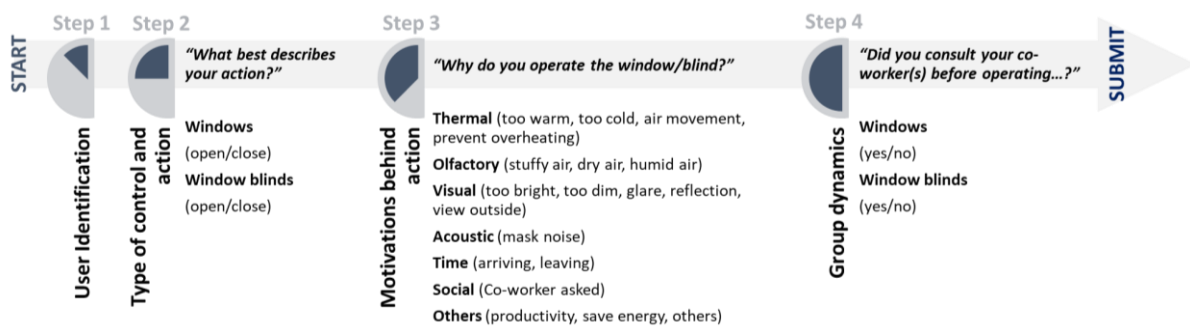 START
Step 1
User Identification
Step 2
"What best describes
your action?"
Type of control and
action
Windows
(open/close)
Window blinds
(open/close)
Step 3
"Why do you operate the window/blind?"
Motivations behind
action
Thermal (too warm, too cold, air movement,
prevent overheating)
Olfactory (stuffy air, dry air, humid air)
Visual (too bright, too dim, glare, reflection,
view outside)
Acoustic (mask noise)
Time (arriving, leaving)
Social (Co-worker asked)
Others (productivity, save energy, others)
Step 4
"Did you consult your co-
worker(s) before operating...?"
Group dynamics
Windows
(yes/no)
Window blinds
(yes/no)
SUBMIT